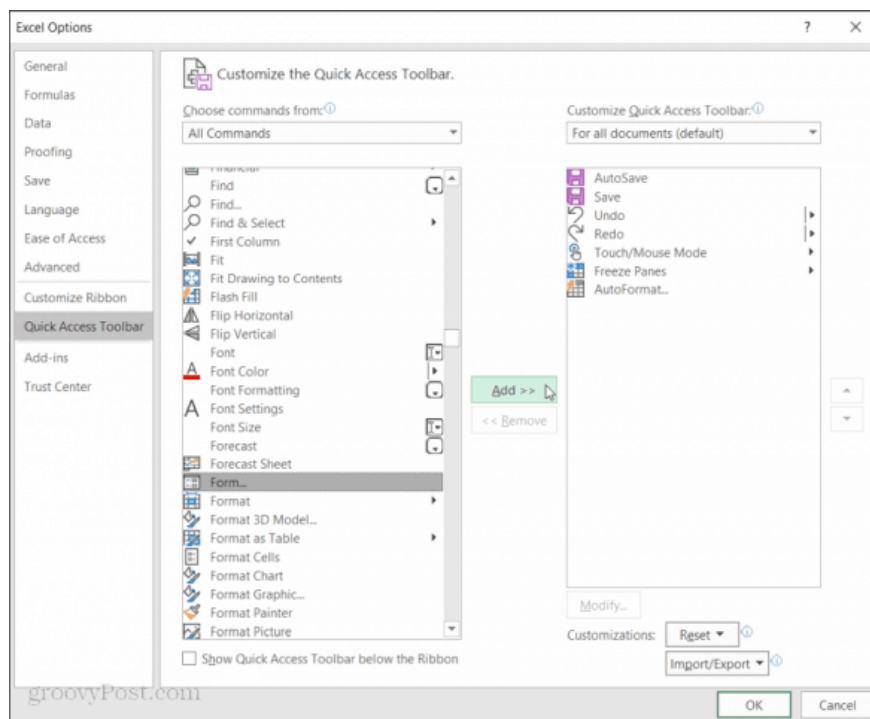 Excel Options
?
General
Formulas
Data
Proofing
Save
Language
Ease of Access
Advanced
Customize Ribbon
Quick Access Toolbar
Add-ins
Trust Center
Customize the Quick Access Toolbar.
Choose commands from:
All Commands
Financial
Find
Find...
Find & Select
First Column
Fit
Fit Drawing to Contents
Flash Fill
Flip Horizontal
Flip Vertical
Font
Font Color
Font Formatting
Font Settings
Font Size
Forecast
Forecast Sheet
Form...
Format
Format 3D Model...
Format as Table
Format Cells
Format Chart
Format Graphic...
Format Painter
Format Picture
Show Quick Access Toolbar below the Ribbon
Add >>
<< Remove
Customize Quick Access Toolbar:
For all documents (default)
AutoSave
Save
Undo
Redo
Touch/Mouse Mode
Freeze Panes
AutoFormat...
Modify...
Customizations:
Reset
Import/Export
OK
Cancel
groovyPost.com